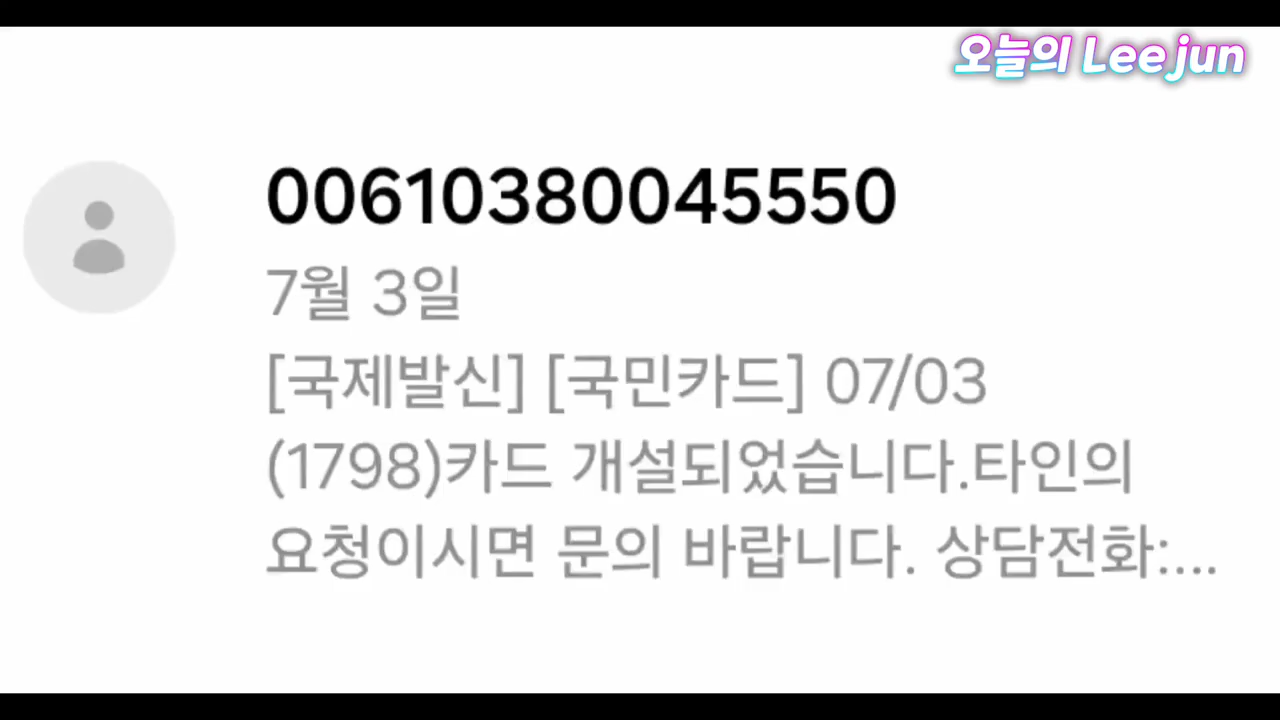 오늘의 Leejun
00610380045550
7월 3일
[국제발신] [국민카드] 07/03
(1798)카드 개설되었습니다.타인의
요청이시면 문의 바랍니다. 상담전화:....